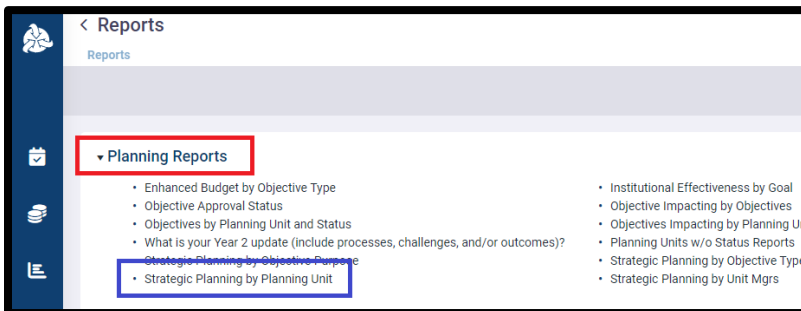 < Reports
Reports
Planning Reports
Enhanced Budget by Objective Type
Objective Approval Status
Objectives by Planning Unit and Status
What is your Year 2 update (include processes, challenges, and/or outcomes)?
Strategic Planning by Objective Purpose
Strategic Planning by Planning Unit
Institutional Effectiveness by Goal
Objective Impacting by Objectives
Objectives Impacting by Planning U
Planning Units w/o Status Reports
Strategic Planning by Objective Type
Strategic Planning by Unit Mgrs